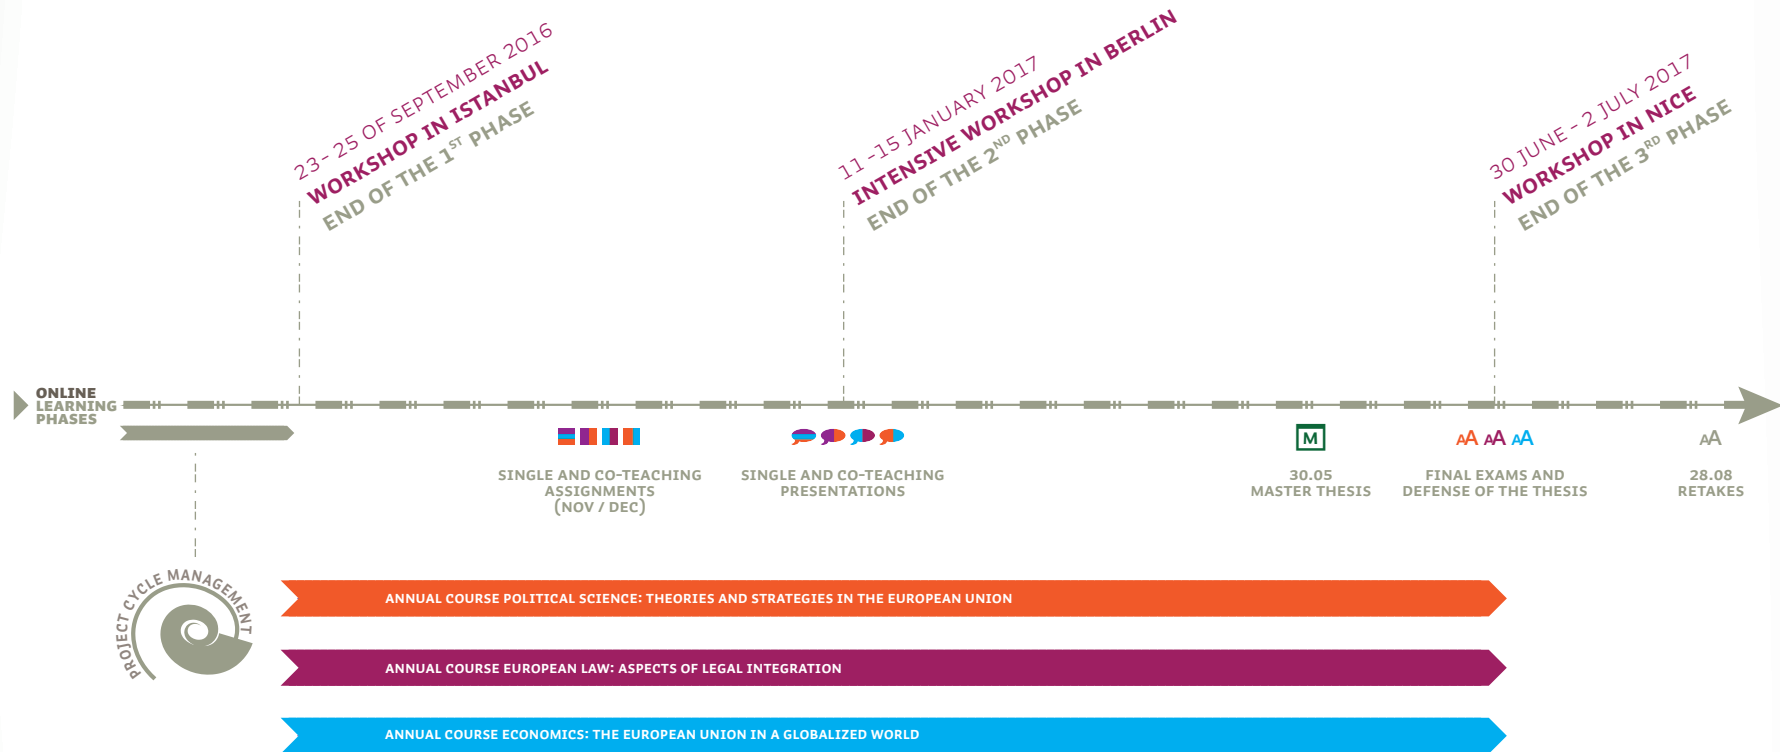 23- 25 OF SEPTEMBER 2016
WORKSHOP IN ISTANBUL
END OF THE 1ST PHASE
11 -15 JANUARY 2017
INTENSIVE WORKSHOP IN BERLIN
END OF THE 2ND PHASE
30 JUNE - 2 JULY 2017
WORKSHOP IN NICE
END OF THE 3RD PHASE
ONLINE
LEARNING
PHASES
M
AA AA AA
AA
SINGLE AND CO-TEACHING
ASSIGNMENTS
(NOV / DEC)
SINGLE AND CO-TEACHING
PRESENTATIONS
30.05
MASTER THESIS
FINAL EXAMS AND
DEFENSE OF THE THESIS
28.08
RETAKES
PROJECT CYCLE MANAGEMENT
ANNUAL COURSE POLITICAL SCIENCE: THEORIES AND STRATEGIES IN THE EUROPEAN UNION
ANNUAL COURSE EUROPEAN LAW: ASPECTS OF LEGAL INTEGRATION
ANNUAL COURSE ECONOMICS: THE EUROPEAN UNION IN A GLOBALIZED WORLD